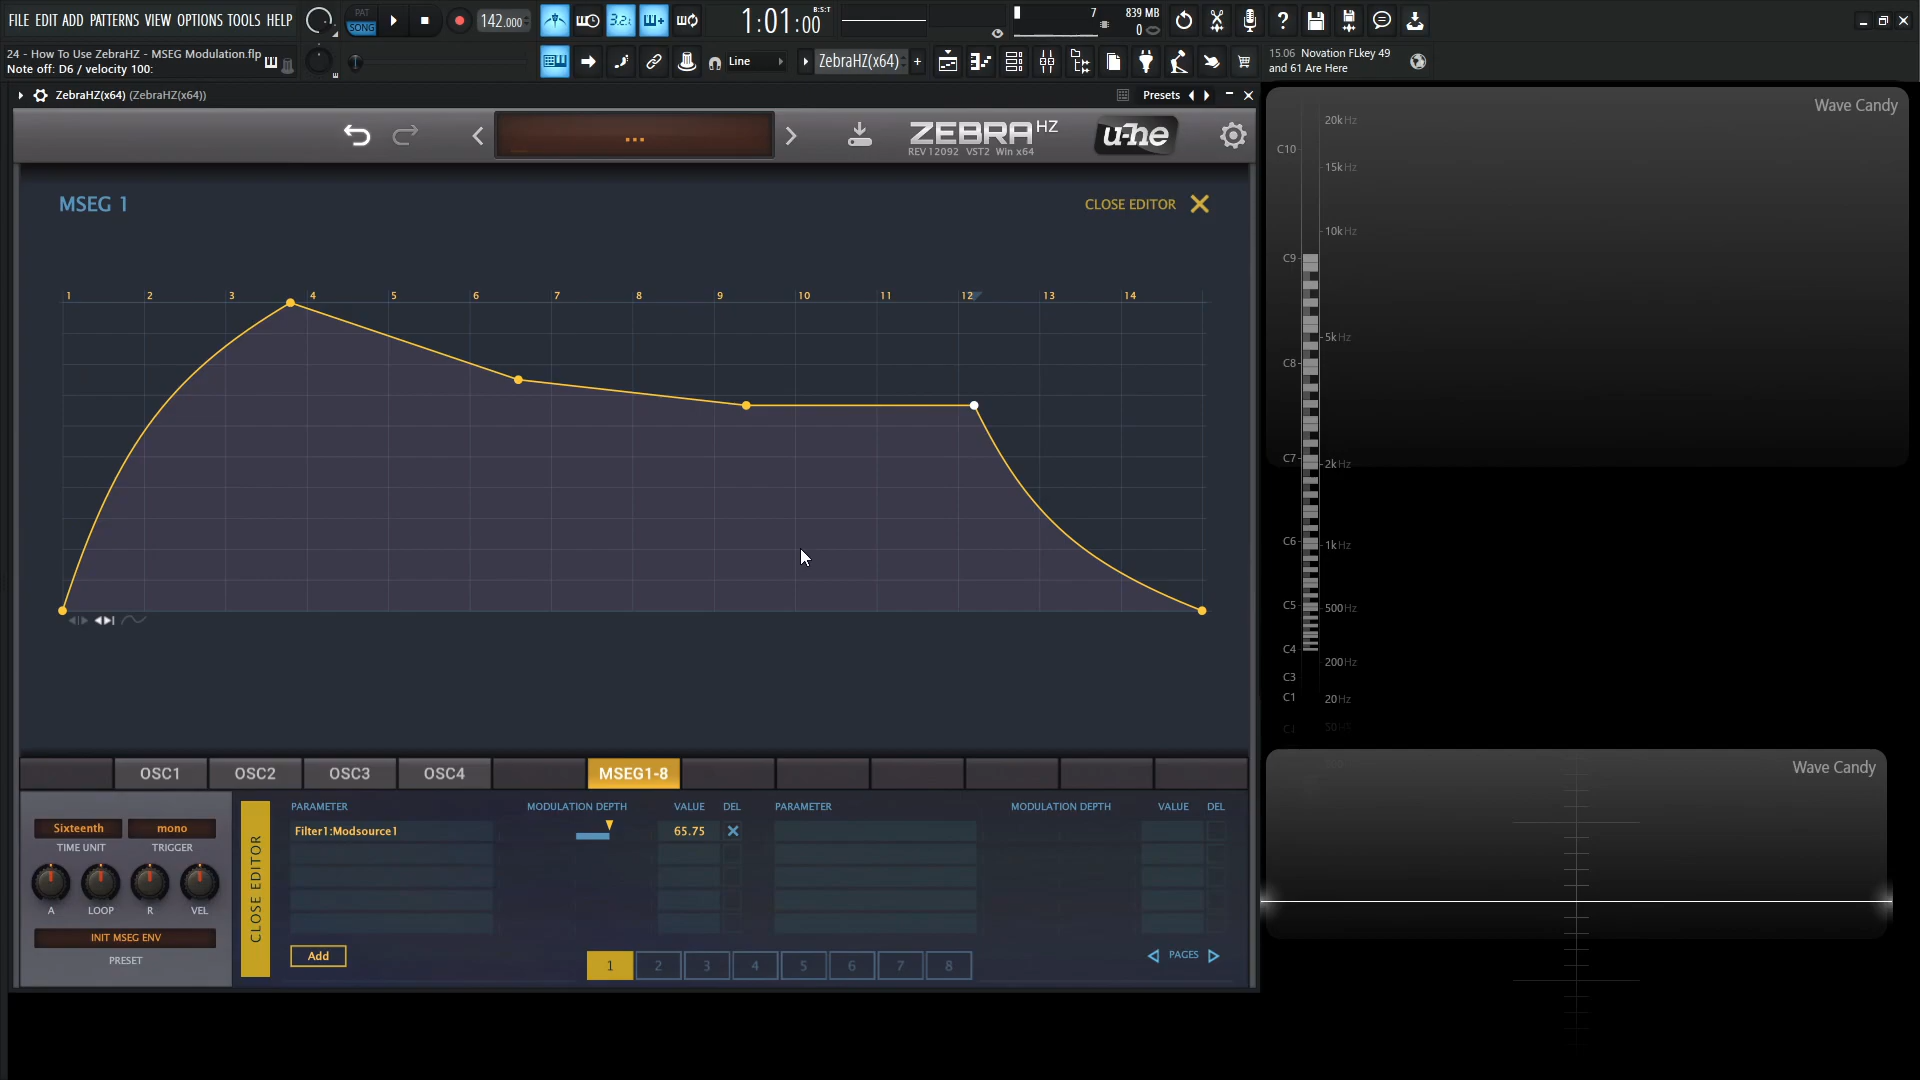 FILE EDIT ADD PATTERNS VIEW OPTIONS TOOLS HELP
PAT
SONG
142.000
3.2.
1:01:00
B:S:T
7
839 MB
0
24 - How To Use ZebraHZ - MSEG Modulation.flp
Note off: D6 / velocity 100:
Line
ZebraHZ(x64)
+
15.06 Novation FLkey 49
and 61 Are Here
ZebraHZ(x64) (ZebraHZ(x64))
Presets
...
ZEBRA HZ
REV 12092 VST2 Win x64
u-he
MSEG 1
CLOSE EDITOR
1 2 3 4 5 6 7 8 9 10 11 12 13 14
OSC1
OSC2
OSC3
OSC4
MSEG1-8
Sixteenth
mono
TIME UNIT
TRIGGER
A
LOOP
R
VEL
INIT MSEG ENV
PRESET
CLOSE EDITOR
PARAMETER
MODULATION DEPTH
VALUE
DEL
PARAMETER
MODULATION DEPTH
VALUE
DEL
Filter1:Modsource1
65.75
Add
1 2 3 4 5 6 7 8
PAGES
Wave Candy
20kHz
C10
15kHz
10kHz
C9
5kHz
C8
C7
2kHz
C6
1kHz
C5
500Hz
C4
200Hz
C3
C1
20Hz
Wave Candy